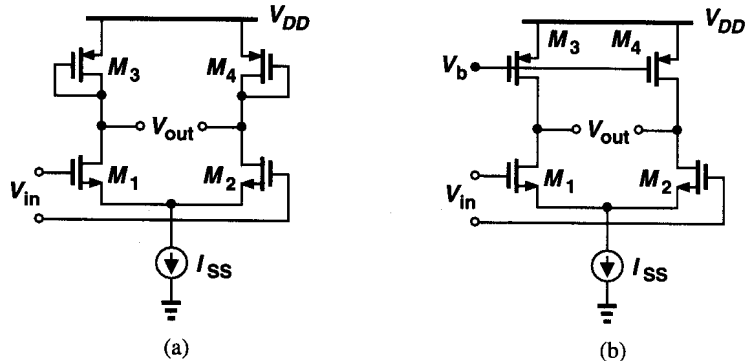 V_DD
M_3
M_4
V_out
V_in
M_1
M_2
I_SS
(a)
V_DD
M_3
M_4
V_b
V_out
V_in
M_1
M_2
I_SS
(b)